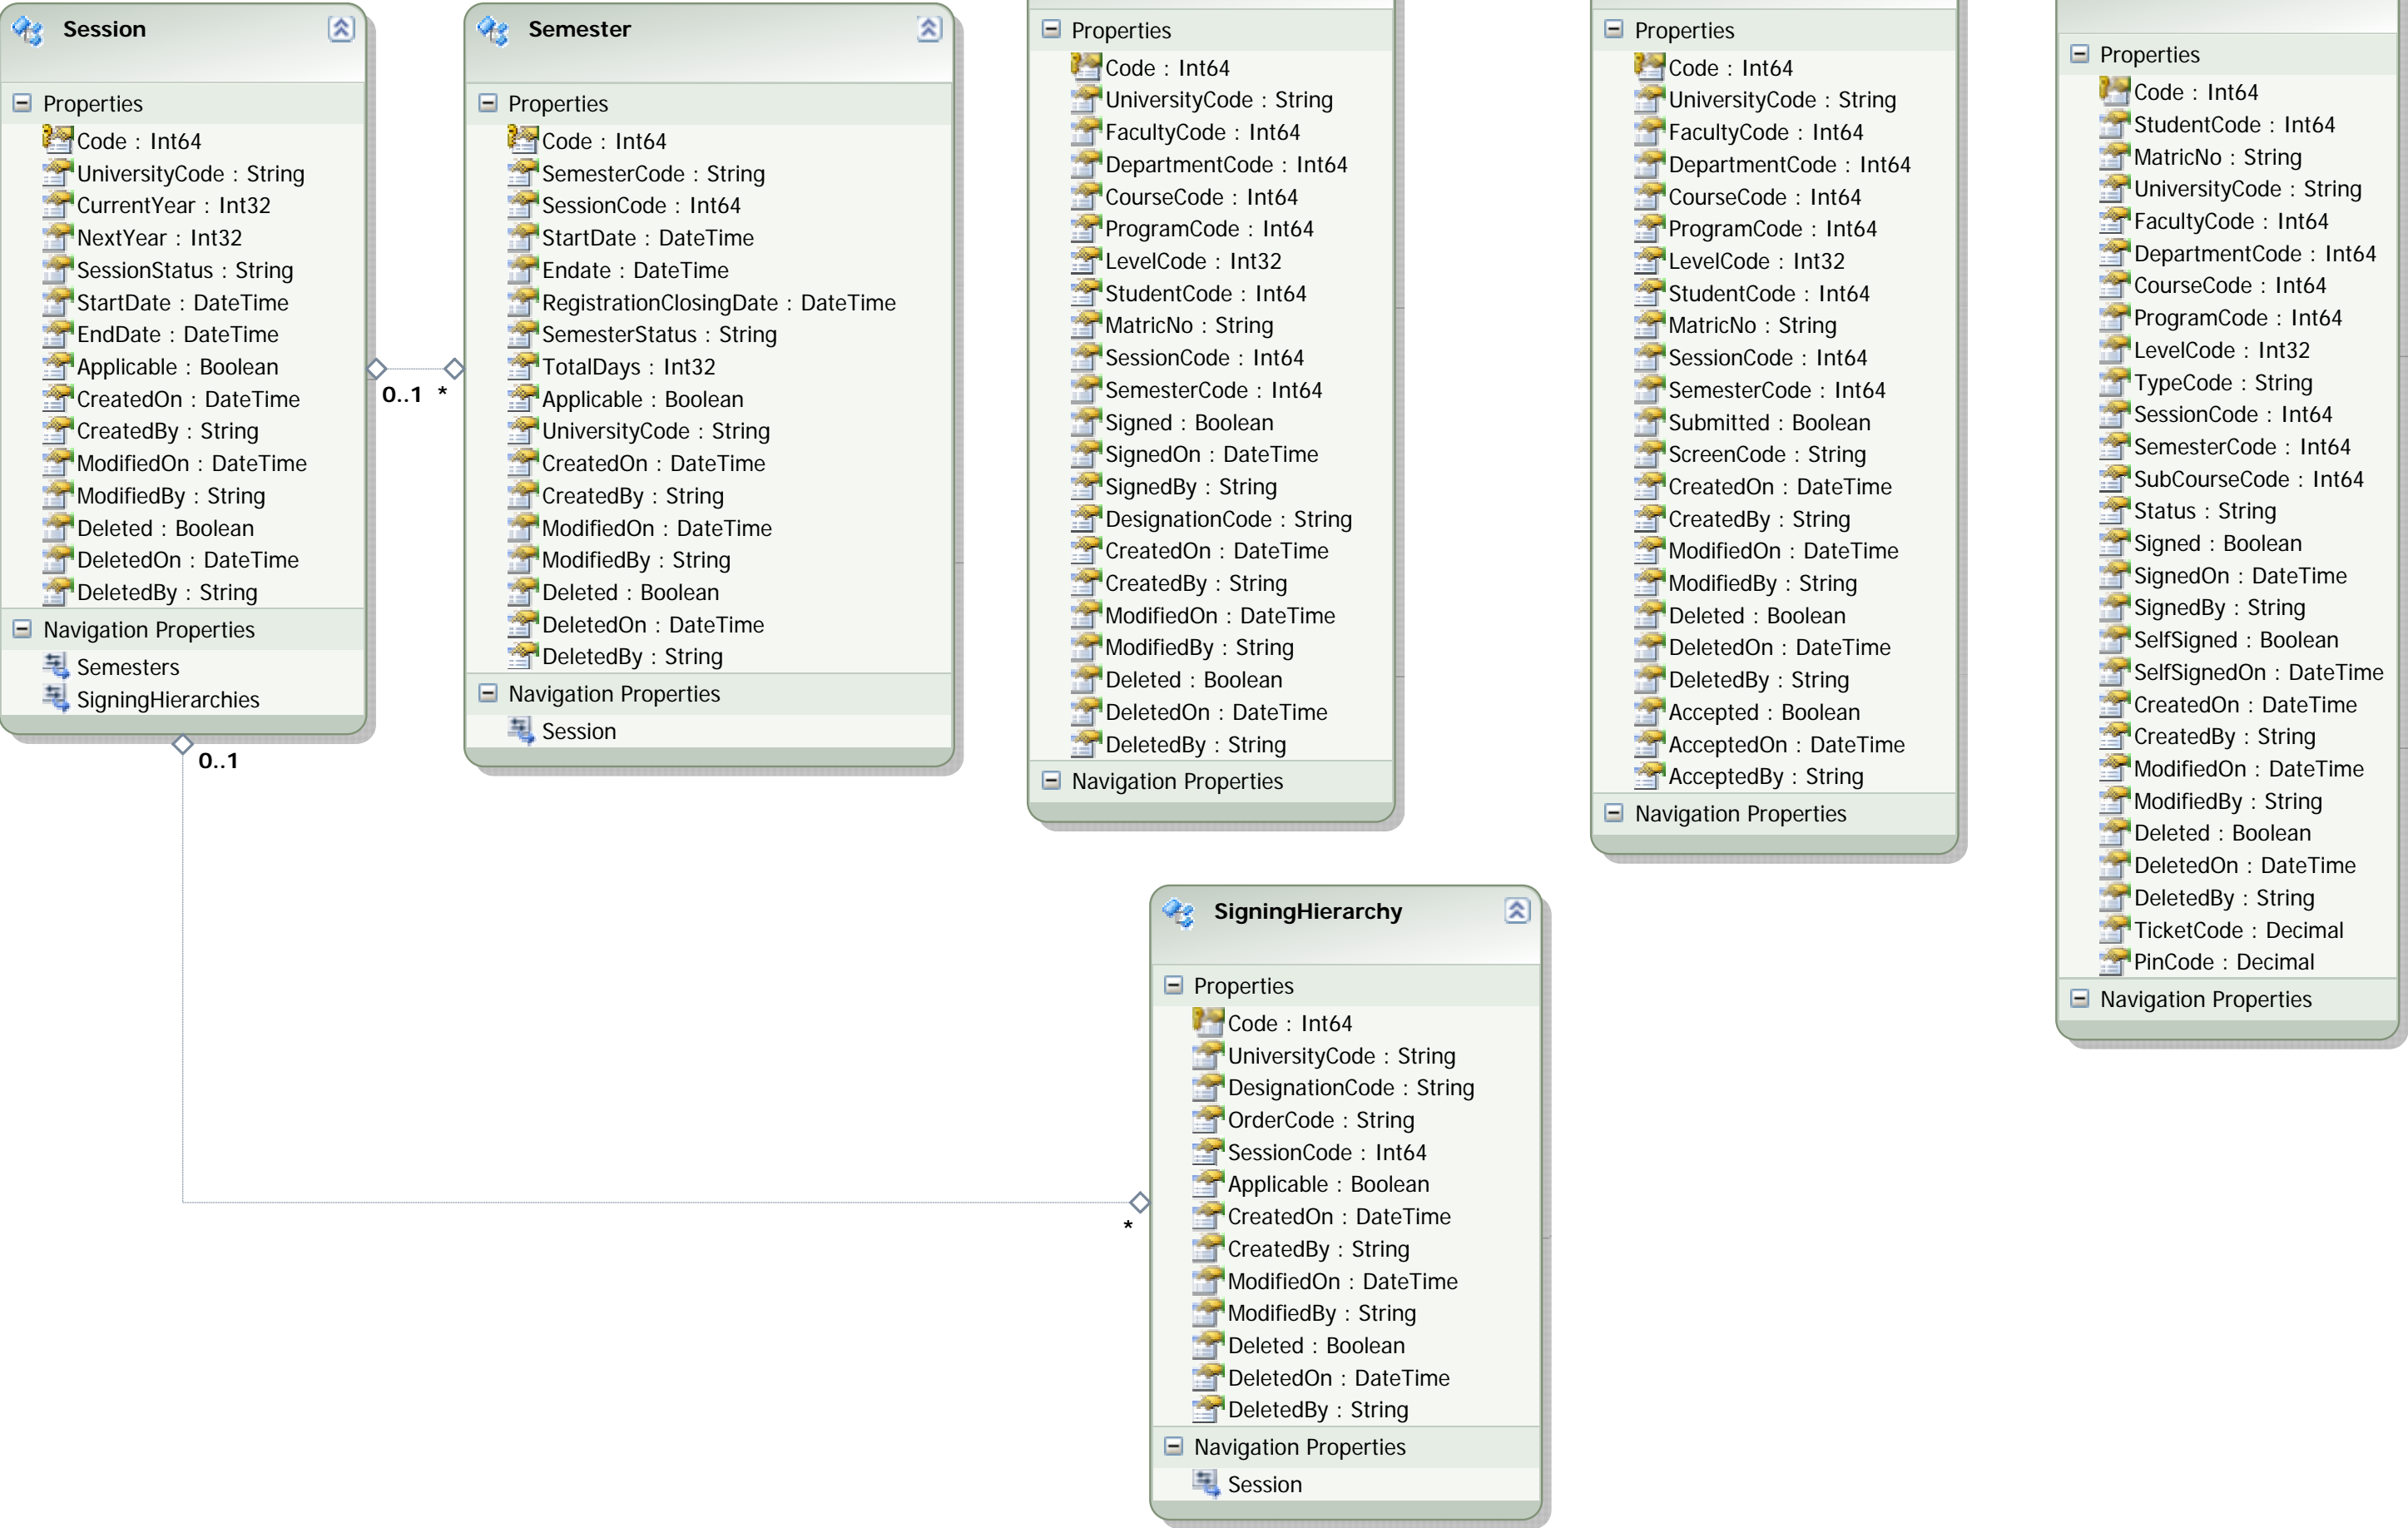 Session
Properties
Code : Int64
UniversityCode : String
CurrentYear : Int32
NextYear : Int32
SessionStatus : String
StartDate : DateTime
EndDate : DateTime
Applicable : Boolean
CreatedOn : DateTime
CreatedBy : String
ModifiedOn : DateTime
ModifiedBy : String
Deleted : Boolean
DeletedOn : DateTime
DeletedBy : String
Navigation Properties
Semesters
SigningHierarchies
0..1 *
0..1
Semester
Properties
Code : Int64
SemesterCode : String
SessionCode : Int64
StartDate : DateTime
Endate : DateTime
RegistrationClosingDate : DateTime
SemesterStatus : String
TotalDays : Int32
Applicable : Boolean
UniversityCode : String
CreatedOn : DateTime
CreatedBy : String
ModifiedOn : DateTime
ModifiedBy : String
Deleted : Boolean
DeletedOn : DateTime
DeletedBy : String
Navigation Properties
Session
Properties
Code : Int64
UniversityCode : String
FacultyCode : Int64
DepartmentCode : Int64
CourseCode : Int64
ProgramCode : Int64
LevelCode : Int32
StudentCode : Int64
MatricNo : String
SessionCode : Int64
SemesterCode : Int64
Signed : Boolean
SignedOn : DateTime
SignedBy : String
DesignationCode : String
CreatedOn : DateTime
CreatedBy : String
ModifiedOn : DateTime
ModifiedBy : String
Deleted : Boolean
DeletedOn : DateTime
DeletedBy : String
Navigation Properties
Properties
Code : Int64
UniversityCode : String
FacultyCode : Int64
DepartmentCode : Int64
CourseCode : Int64
ProgramCode : Int64
LevelCode : Int32
StudentCode : Int64
MatricNo : String
SessionCode : Int64
SemesterCode : Int64
Submitted : Boolean
ScreenCode : String
CreatedOn : DateTime
CreatedBy : String
ModifiedOn : DateTime
ModifiedBy : String
Deleted : Boolean
DeletedOn : DateTime
DeletedBy : String
Accepted : Boolean
AcceptedOn : DateTime
AcceptedBy : String
Navigation Properties
Properties
Code : Int64
StudentCode : Int64
MatricNo : String
UniversityCode : String
FacultyCode : Int64
DepartmentCode : Int64
CourseCode : Int64
ProgramCode : Int64
LevelCode : Int32
TypeCode : String
SessionCode : Int64
SemesterCode : Int64
SubCourseCode : Int64
Status : String
Signed : Boolean
SignedOn : DateTime
SignedBy : String
SelfSigned : Boolean
SelfSignedOn : DateTime
CreatedOn : DateTime
CreatedBy : String
ModifiedOn : DateTime
ModifiedBy : String
Deleted : Boolean
DeletedOn : DateTime
DeletedBy : String
TicketCode : Decimal
PinCode : Decimal
Navigation Properties
*
SigningHierarchy
Properties
Code : Int64
UniversityCode : String
DesignationCode : String
OrderCode : String
SessionCode : Int64
Applicable : Boolean
CreatedOn : DateTime
CreatedBy : String
ModifiedOn : DateTime
ModifiedBy : String
Deleted : Boolean
DeletedOn : DateTime
DeletedBy : String
Navigation Properties
Session